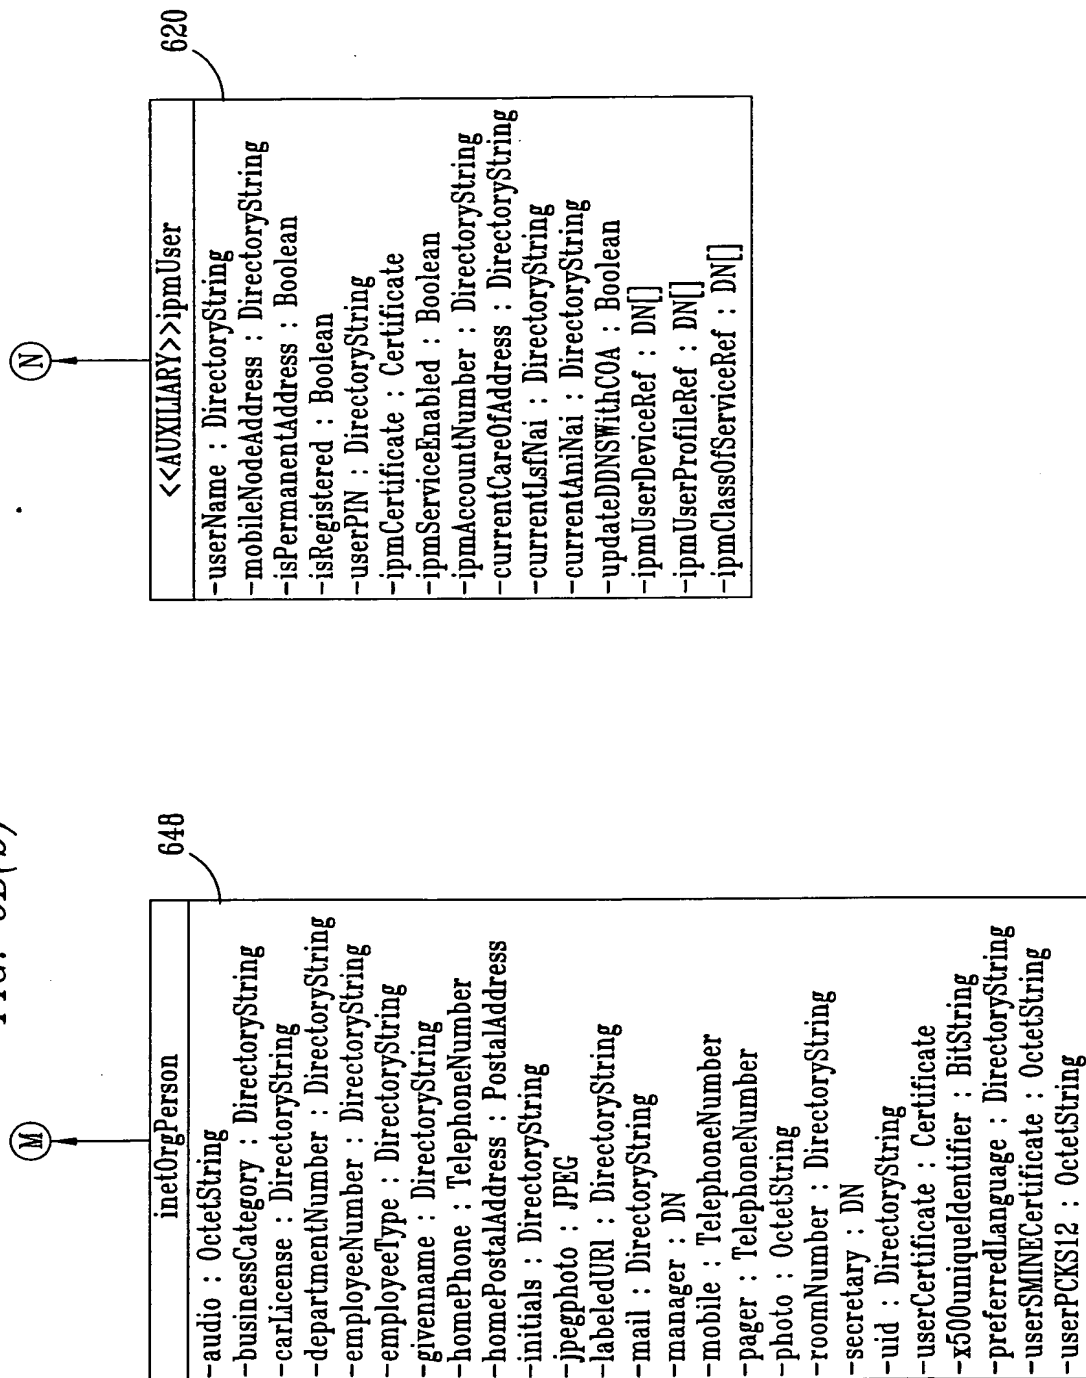 M
inetOrgPerson
648
-audio : OctetString
-businessCategory : DirectoryString
-carLicense : DirectoryString
-departmentNumber : DirectoryString
-employeeNumber : DirectoryString
-employeeType : DirectoryString
-givenname : DirectoryString
-homePhone : TelephoneNumber
-homePostalAddress : PostalAddress
-initials : DirectoryString
-jpegphoto : JPEG
-labeledURI : DirectoryString
-mail : DirectoryString
-manager : DN
-mobile : TelephoneNumber
-pager : TelephoneNumber
-photo : OctetString
-roomNumber : DirectoryString
-secretary : DN
-uid : DirectoryString
-userCertificate : Certificate
-x500uniqueIdentifier : BitString
-preferredLanguage : DirectoryString
-userSMINECertificate : OctetString
-userPCKS12 : OctetString
N
<<AUXILIARY>>ipmUser
620
-userName : DirectoryString
-mobileNodeAddress : DirectoryString
-isPermanentAddress : Boolean
-isRegistered : Boolean
-userPIN : DirectoryString
-ipmCertificate : Certificate
-ipmServiceEnabled : Boolean
-ipmAccountNumber : DirectoryString
-currentCareOfAddress : DirectoryString
-currentLsfNai : DirectoryString
-currentAniNai : DirectoryString
-updateDDNSWithCOA : Boolean
-ipmUserDeviceRef : DN[]
-ipmUserProfileRef : DN[]
-ipmClassOfServiceRef : DN[]